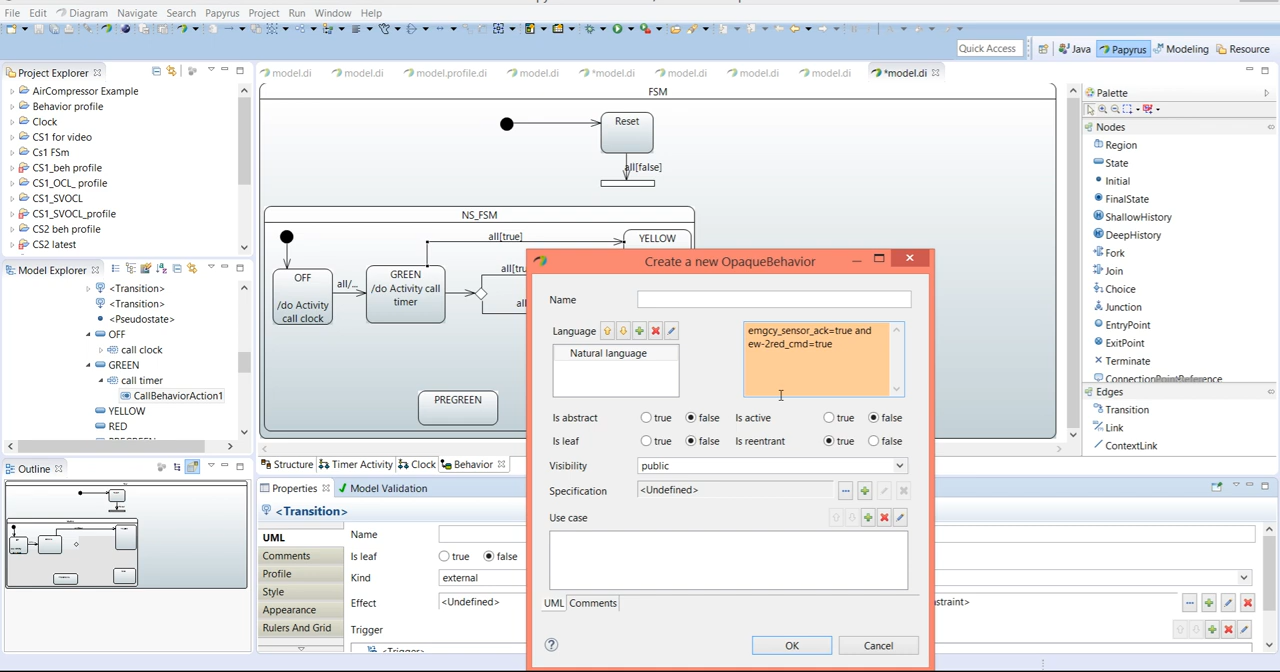 File Edit Diagram Navigate Search Papyrus Project Run Window Help
Quick Access Java Papyrus Modeling Resource
Project Explorer
AirCompressor Example
Behavior profile
Clock
CS1 for video
Cs1 FSm
CS1_beh profile
CS1_OCL_ profile
CS1_SVOCL
CS1_SVOCL_profile
CS2 beh profile
CS2 latest
model.di model.di model.profile.di model.di *model.di model.di model.di model.di *model.di
FSM
Reset
all[false]
NS_FSM
all[true]
YELLOW
OFF
/do Activity
call clock
all/...
GREEN
/do Activity call
timer
PREGREEN
Palette
Nodes
Region
State
Initial
FinalState
ShallowHistory
DeepHistory
Fork
Join
Choice
Junction
EntryPoint
ExitPoint
Terminate
ConnectionPointReference
Edges
Transition
Link
ContextLink
Model Explorer
<Transition>
<Transition>
<Pseudostate>
OFF
call clock
GREEN
call timer
CallBehaviorAction1
YELLOW
RED
Outline
Structure Timer Activity Clock Behavior
Properties Model Validation
<Transition>
UML
Comments
Profile
Style
Appearance
Rulers And Grid
Name
Is leaf true false
Kind external
Effect <Undefined>
Trigger
Create a new OpaqueBehavior
Name
Language
Natural language
emgcy_sensor_ack=true and
ew-2red_cmd=true
Is abstract true false Is active true false
Is leaf true false Is reentrant true false
Visibility public
Specification <Undefined>
Use case
UML Comments
OK Cancel